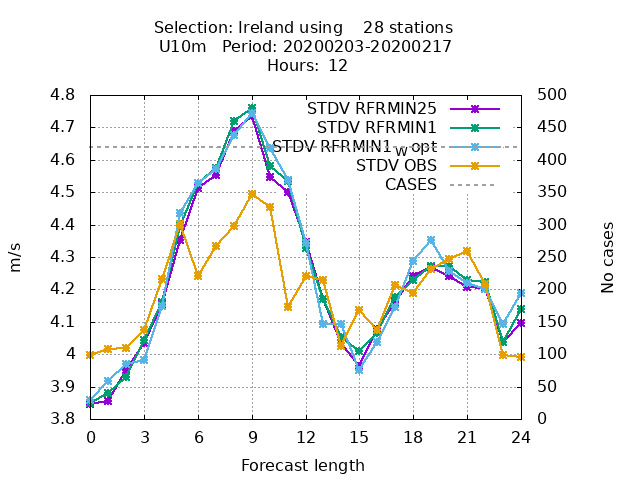 Selection: Ireland using    28 stations
U10m   Period: 20200203-20200217
Hours: 12
STDV RFRMIN25
STDV RFRMIN1
STDV RFRMIN1_w_opt
STDV OBS
CASES
4.8
4.7
4.6
4.5
4.4
4.3
4.2
4.1
4
3.9
3.8
m/s
500
450
400
350
300
250
200
150
100
50
0
No cases
0 3 6 9 12 15 18 21 24
Forecast length